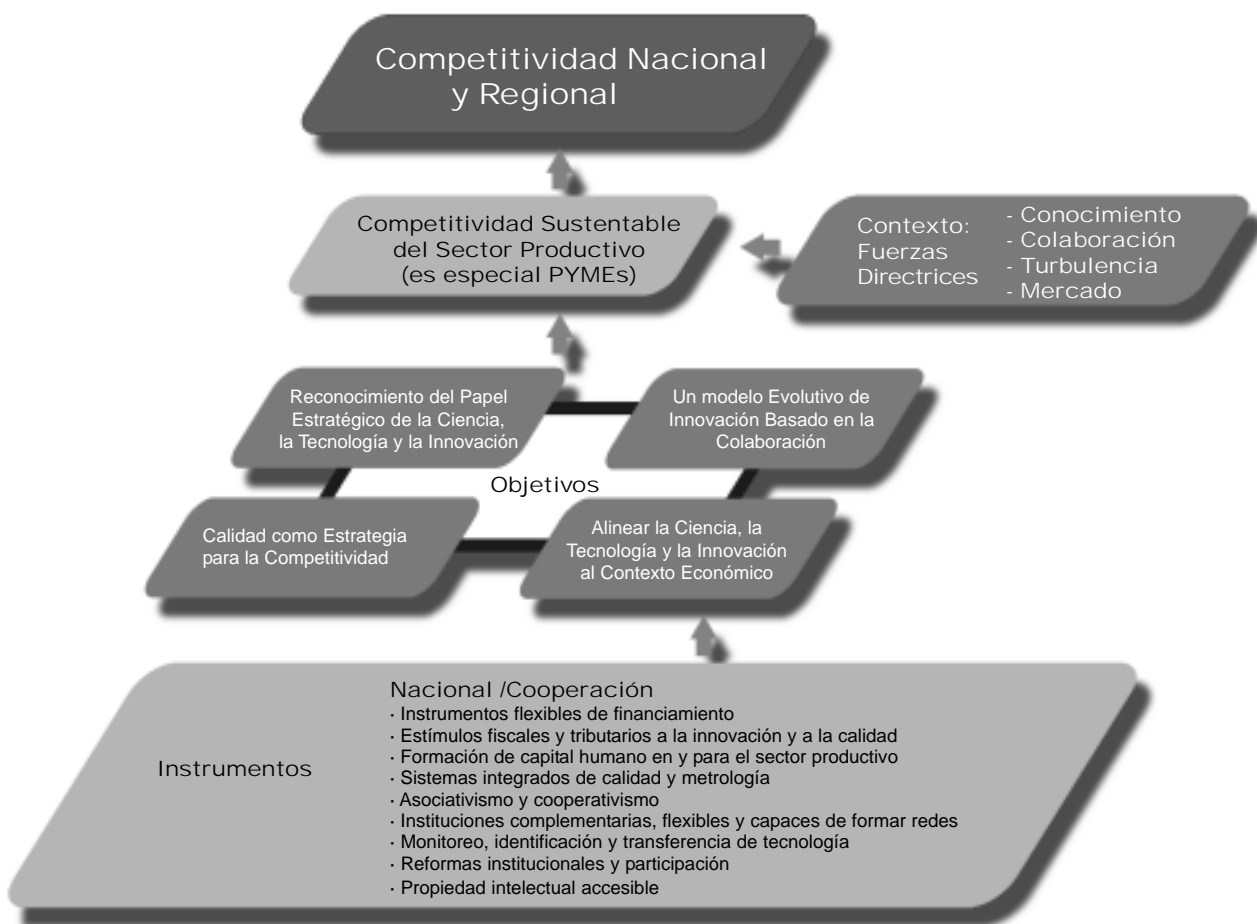 Competitividad Nacional
y Regional
Competitividad Sustentable
del Sector Productivo
(es especial PYMEs)
Contexto:
Fuerzas
Directrices
- Conocimiento
- Colaboración
- Turbulencia
- Mercado
Reconocimiento del Papel
Estratégico de la Ciencia,
la Tecnología y la Innovación
Un modelo Evolutivo de
Innovación Basado en la
Colaboración
Objetivos
Calidad como Estrategia
para la Competitividad
Alinear la Ciencia, la
Tecnología y la Innovación
al Contexto Económico
Instrumentos
Nacional /Cooperación
· Instrumentos flexibles de financiamiento
· Estímulos fiscales y tributarios a la innovación y a la calidad
· Formación de capital humano en y para el sector productivo
· Sistemas integrados de calidad y metrología
· Asociativismo y cooperativismo
· Instituciones complementarias, flexibles y capaces de formar redes
· Monitoreo, identificación y transferencia de tecnología
· Reformas institucionales y participación
· Propiedad intelectual accesible